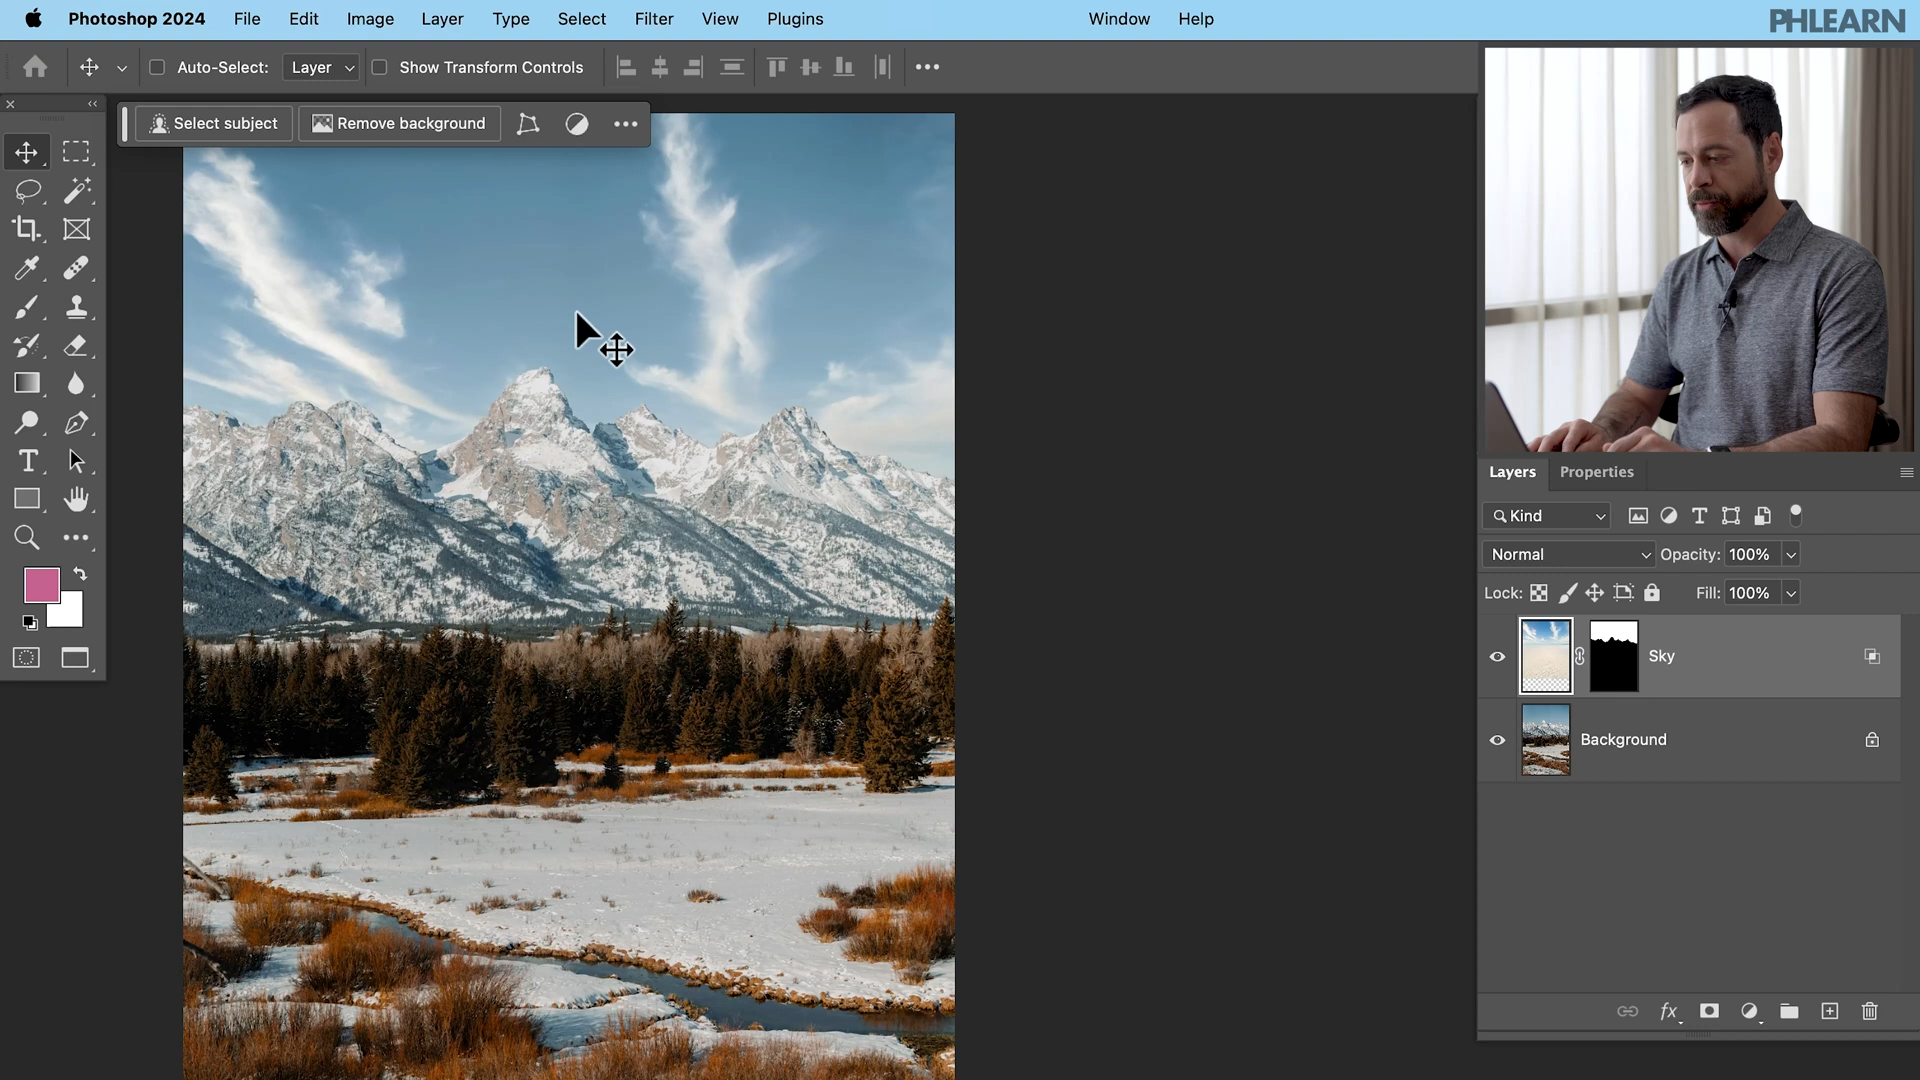 Photoshop 2024 File Edit Image Layer Type Select Filter View Plugins Window Help
PHLEARN
Auto-Select: Layer Show Transform Controls
Select subject Remove background
Layers Properties
Kind
Normal Opacity: 100%
Lock: Fill: 100%
Sky
Background
fx